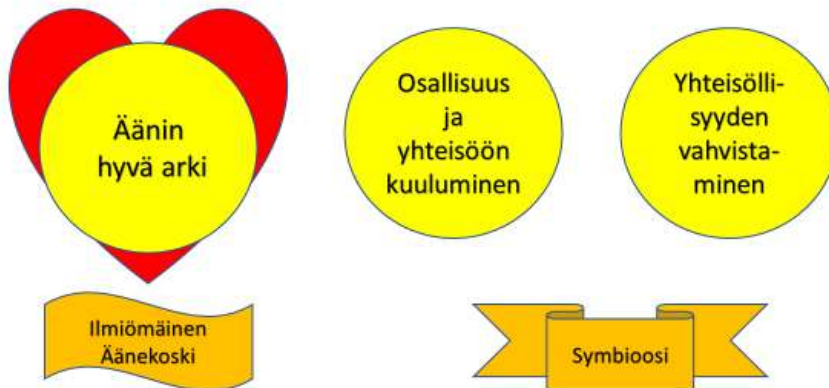 Äänin
hyvä arki
Osallisuus
ja
yhteisöön
kuuluminen
Yhteisölli-
syyden
vahvista-
minen
Ilmiömäinen
Äänekoski
Symbioosi